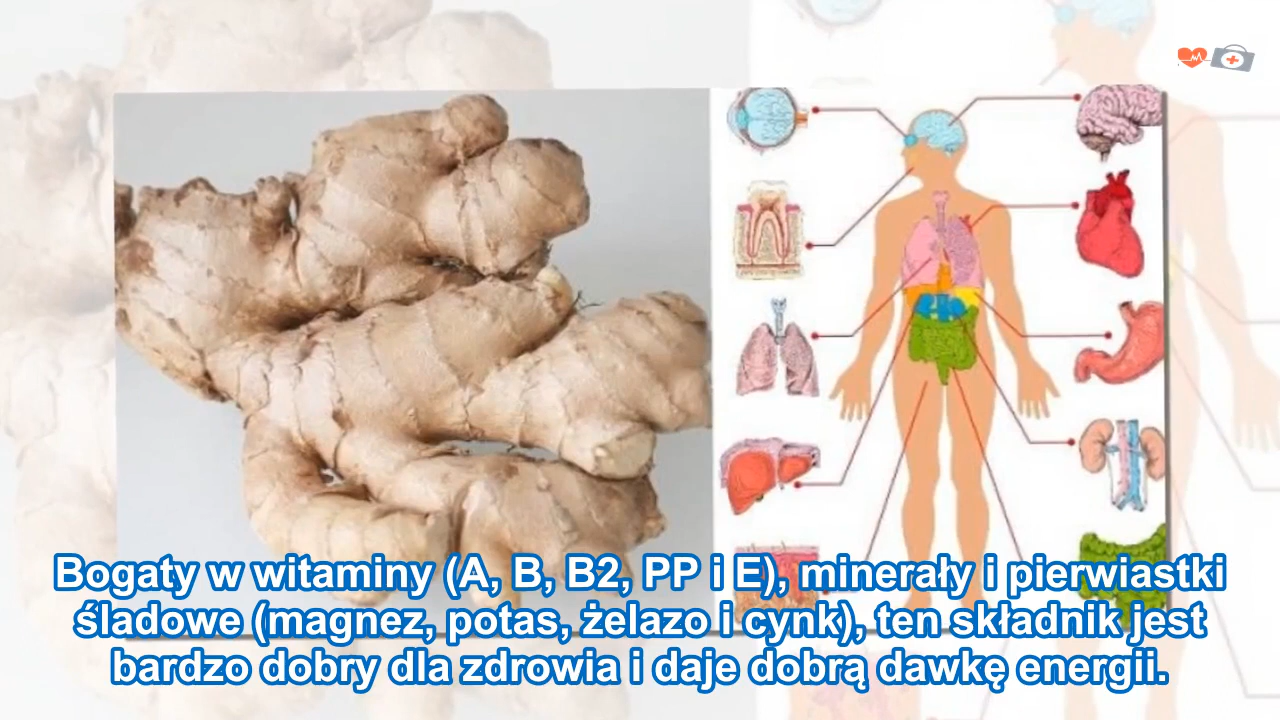 Bogaty w witaminy (A, B, B2, PP i E), minerały i pierwiastki
śladowe (magnez, potas, żelazo i cynk), ten składnik jest
bardzo dobry dla zdrowia i daje dobrą dawkę energii.